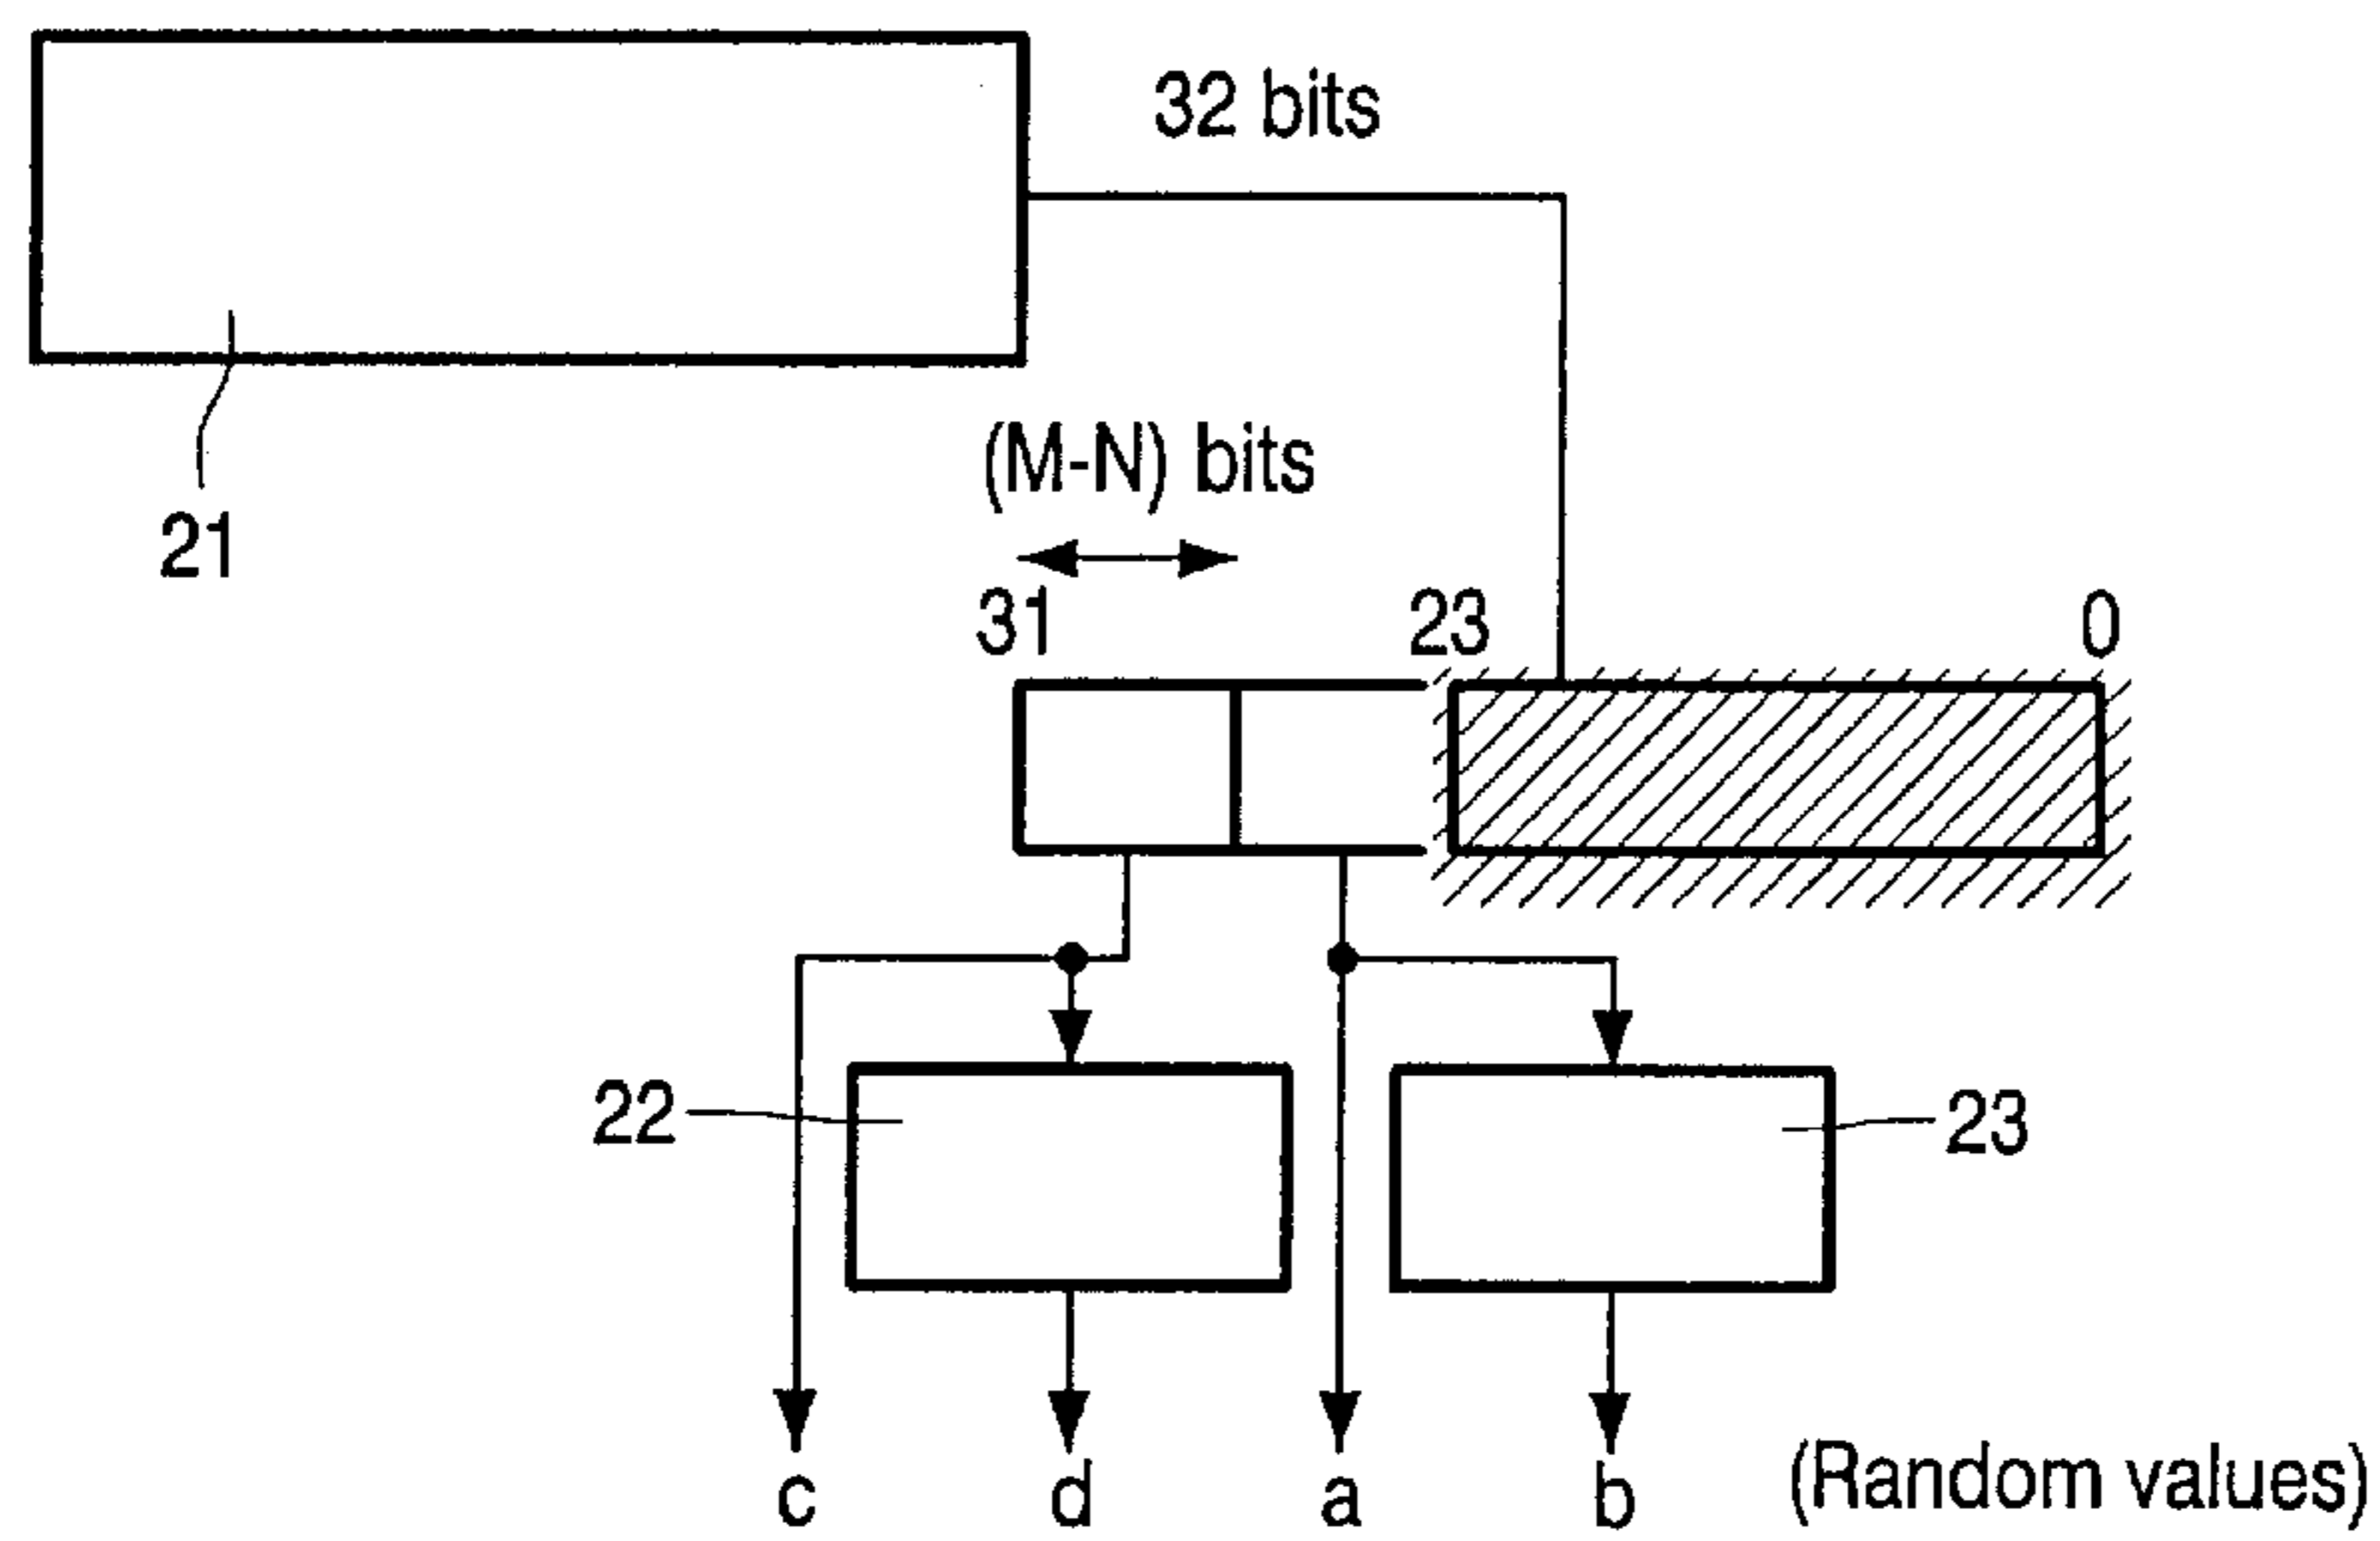 32 bits
21
(M-N) bits
31
23
0
22
23
c
d
a
b
(Random values)